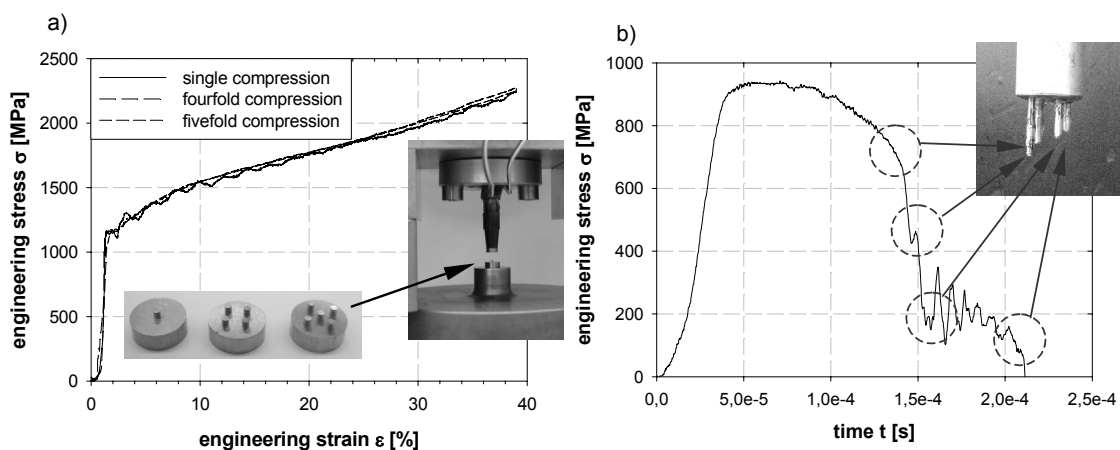 a)
2500
2000
1500
1000
500
0
engineering stress σ [MPa]
single compression
fourfold compression
fivefold compression
0 10 20 30 40
engineering strain ε [%]
b)
1000
800
600
400
200
0
engineering stress σ [MPa]
0,0 5,0e-5 1,0e-4 1,5e-4 2,0e-4 2,5e-4
time t [s]